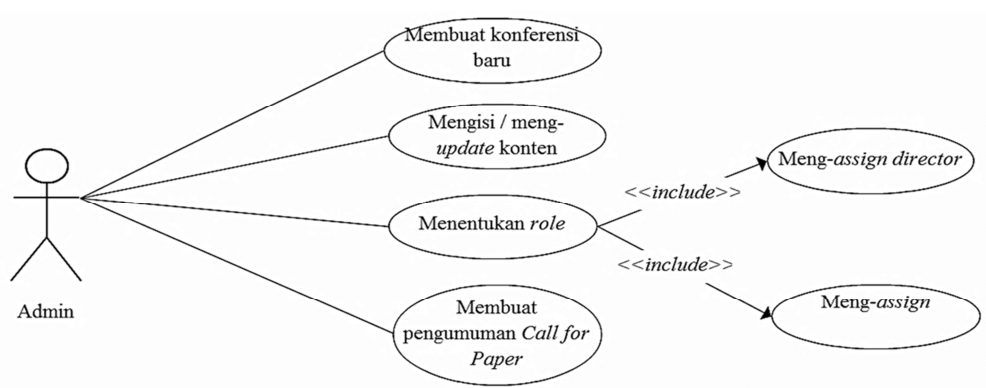 Membuat konferensi
baru
Mengisi / meng-
update konten
Meng-assign director
<<include>>
Menentukan role
<<include>>
Meng-assign
Admin
Membuat
pengumuman Call for
Paper